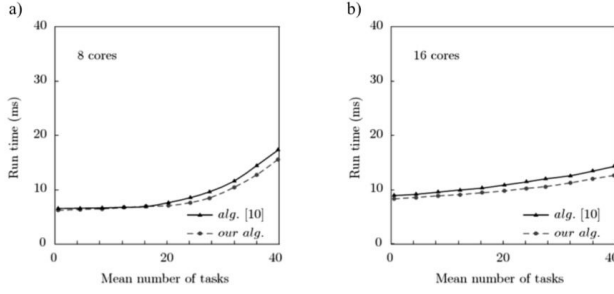 a)
40
30
20
10
0
Run time (ms)
8 cores
alg. [10]
our alg.
0
20
40
Mean number of tasks
b)
40
30
20
10
0
Run time (ms)
16 cores
alg. [10]
our alg.
0
20
40
Mean number of tasks